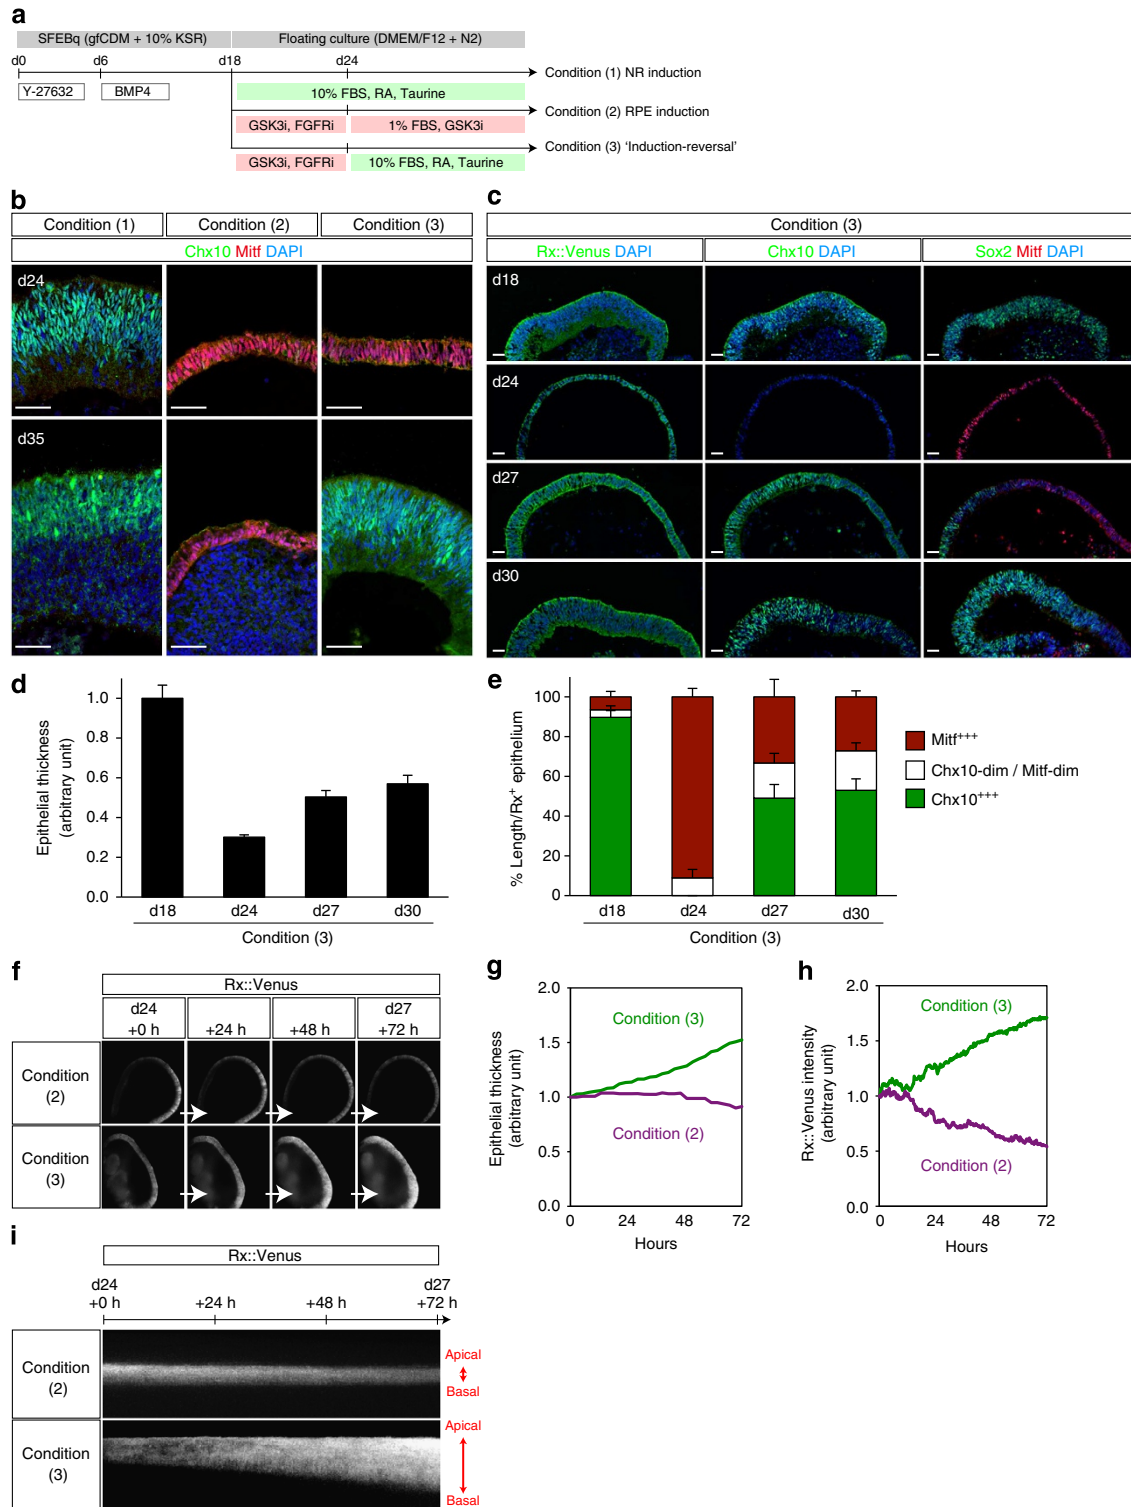 a
SFEBq (gfCDM + 10% KSR)
Floating culture (DMEM/F12 + N2)
d0
d6
d18
d24
Condition (1) NR induction
Y-27632
BMP4
10% FBS, RA, Taurine
Condition (2) RPE induction
GSK3i, FGFRi
1% FBS, GSK3i
Condition (3) 'Induction-reversal'
GSK3i, FGFRi
10% FBS, RA, Taurine
b
Condition (1)
Condition (2)
Condition (3)
Chx10 Mitf DAPI
d24
d35
c
Condition (3)
Rx::Venus DAPI
Chx10 DAPI
Sox2 Mitf DAPI
d18
d24
d27
d30
d
Epithelial thickness
(arbitrary unit)
1.0
0.8
0.6
0.4
0.2
0.0
d18
d24
d27
d30
Condition (3)
e
% Length/Rx⁺ epithelium
100
80
60
40
20
0
d18
d24
d27
d30
Condition (3)
Mitf⁺⁺⁺
Chx10-dim / Mitf-dim
Chx10⁺⁺⁺
f
Rx::Venus
d24
+0 h
+24 h
+48 h
d27
+72 h
Condition
(2)
Condition
(3)
g
Epithelial thickness
(arbitrary unit)
2.0
1.5
1.0
0.5
0.0
Condition (3)
Condition (2)
0
24
48
72
Hours
h
Rx::Venus intensity
(arbitrary unit)
2.0
1.5
1.0
0.5
0.0
Condition (3)
Condition (2)
0
24
48
72
Hours
i
Rx::Venus
d24
+0 h
+24 h
+48 h
d27
+72 h
Condition
(2)
Apical
Basal
Condition
(3)
Apical
Basal